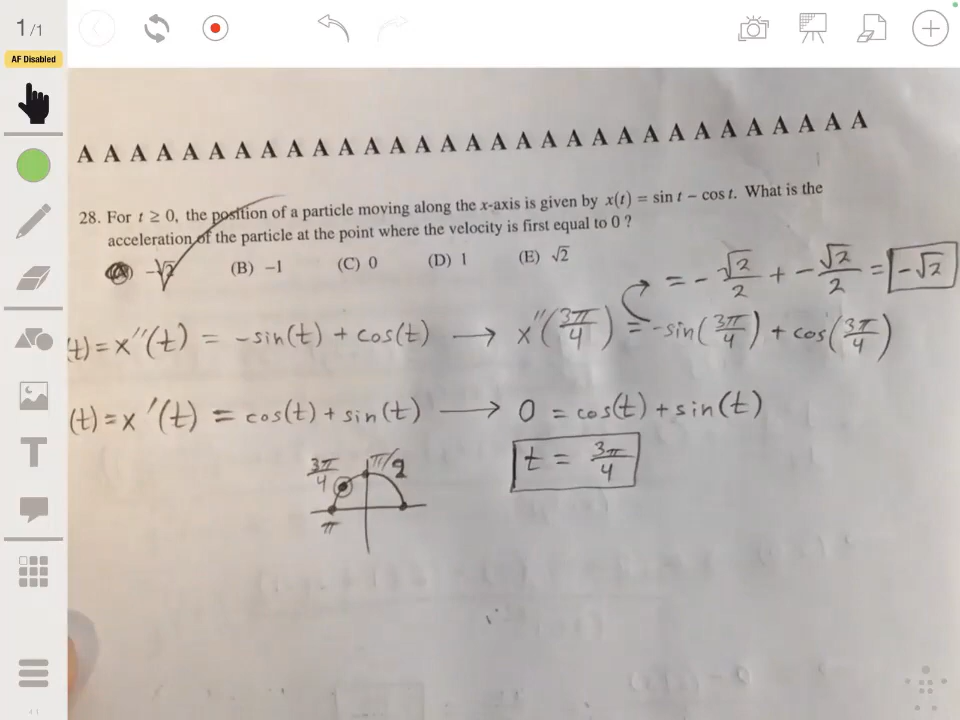 1/1
AF Disabled
A A A A A A A A A A A A A A A A A A A A A A A A A A A A A A A
28. For t ≥ 0, the position of a particle moving along the x-axis is given by x(t) = sin t − cos t. What is the
acceleration of the particle at the point where the velocity is first equal to 0 ?
(A) −√2 (B) −1 (C) 0 (D) 1 (E) √2
= - √2/2 + - √2/2 = -√2
t) = x''(t) = -sin(t) + cos(t) → x''(3π/4) = -sin(3π/4) + cos(3π/4)
(t) = x'(t) = cos(t) + sin(t) → 0 = cos(t) + sin(t)
t = 3π/4
3π/4 π/2
π
T